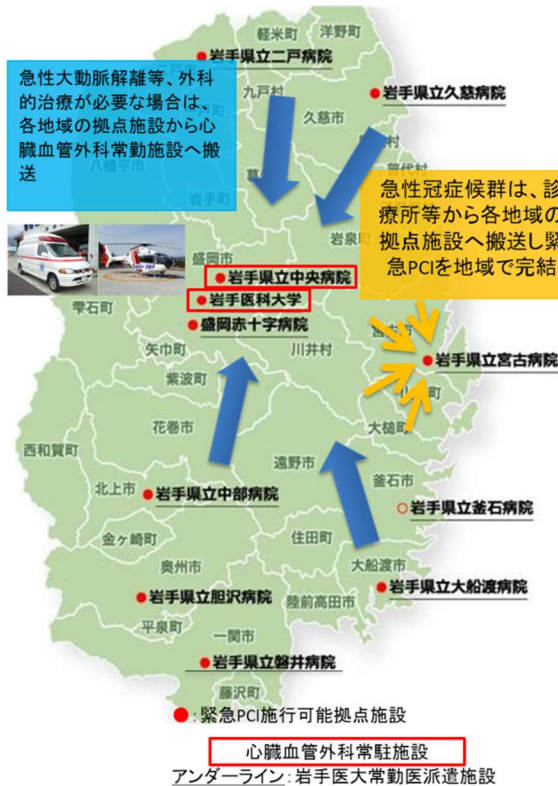 軽米町
洋野町
岩手県立二戸病院
急性大動脈解離等、外科
的治療が必要な場合は、
各地域の拠点施設から心
臓血管外科常勤施設へ搬
送
九戸村
岩手県立久慈病院
久慈市
八幡平市
岩手町
急性冠症候群は、診
療所等から各地域の
拠点施設へ搬送し緊
急PCIを地域で完結
岩泉町
盛岡市
岩手県立中央病院
岩手医科大学
雫石町
盛岡赤十字病院
矢巾町
川井村
岩手県立宮古病院
紫波町
花巻市
大槌町
西和賀町
遠野市
釜石市
北上市
岩手県立中部病院
岩手県立釜石病院
金ヶ崎町
住田町
奥州市
大船渡市
岩手県立大船渡病院
岩手県立胆沢病院
陸前高田市
平泉町
一関市
岩手県立磐井病院
藤沢町
●:緊急PCI施行可能拠点施設
心臓血管外科常駐施設
アンダーライン:岩手医大常勤医派遣施設